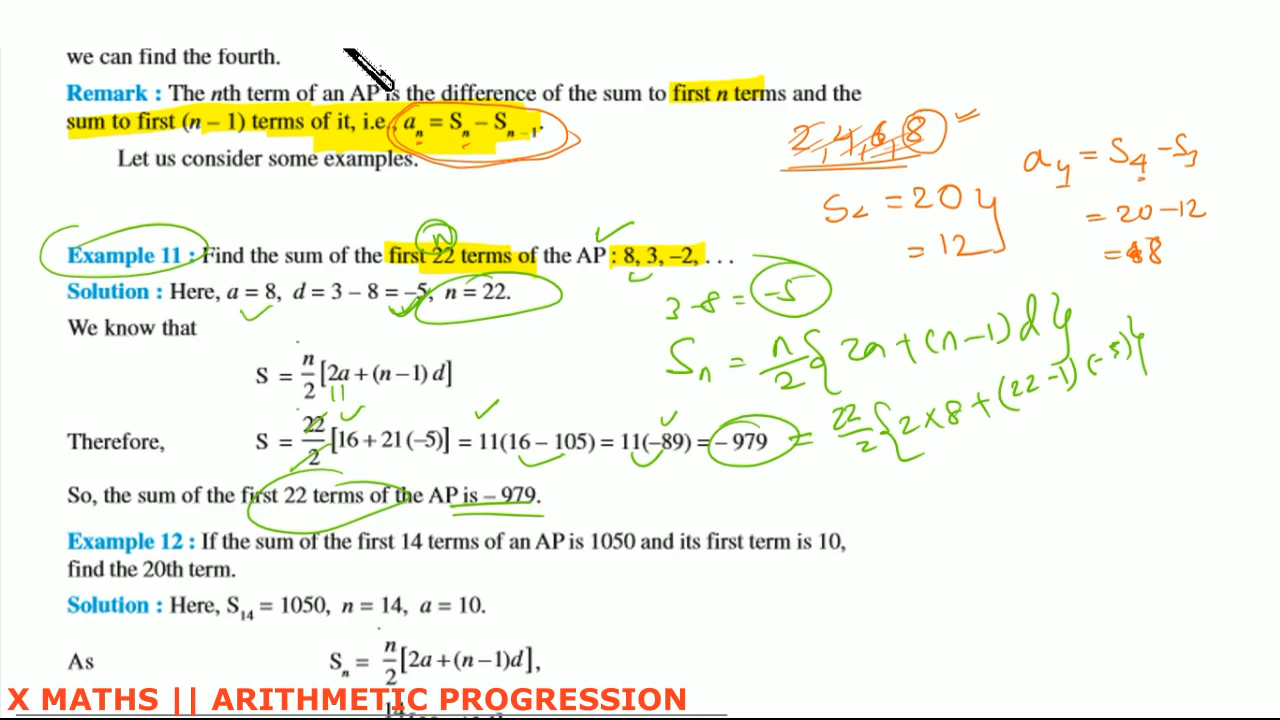 we can find the fourth.
Remark : The nth term of an AP is the difference of the sum to first n terms and the
sum to first (n – 1) terms of it, i.e., aₙ = Sₙ – Sₙ₋₁.
Let us consider some examples.
2, 4, 6, 8
S₄ = 20
= 12
a₄ = S₄ – S₃
= 20 – 12
= 8
n
Example 11 : Find the sum of the first 22 terms of the AP : 8, 3, –2, . . .
Solution : Here, a = 8, d = 3 – 8 = –5, n = 22.
3 – 8 = –5
We know that
S = n/2 [2a + (n – 1) d]
11
Sₙ = n/2 {2a + (n – 1) d}
Therefore, S = 22/2 [16 + 21 (–5)] = 11(16 – 105) = 11(–89) = – 979
= 22/2 {2 × 8 + (22 – 1) (–5)}
So, the sum of the first 22 terms of the AP is – 979.
Example 12 : If the sum of the first 14 terms of an AP is 1050 and its first term is 10,
find the 20th term.
Solution : Here, S₁₄ = 1050, n = 14, a = 10.
As Sₙ = n/2 [2a + (n – 1)d],
14
X MATHS || ARITHMETIC PROGRESSION